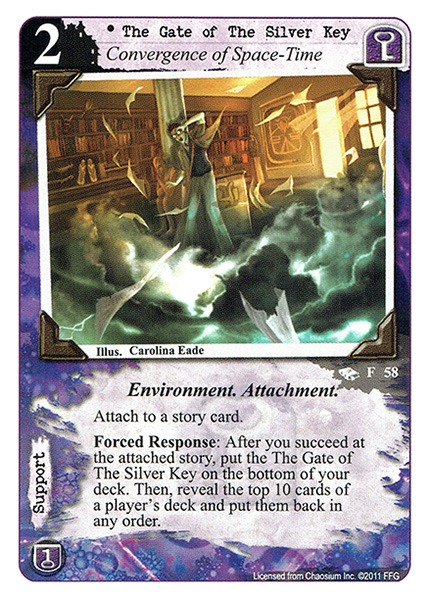 2
• The Gate of The Silver Key
Convergence of Space-Time
Illus. Carolina Eade
F 58
Environment. Attachment.
Attach to a story card.
Forced Response: After you succeed at
the attached story, put the The Gate of
The Silver Key on the bottom of your
deck. Then, reveal the top 10 cards of
a player's deck and put them back in
any order.
Support
1
Licensed from Chaosium Inc. ©2011 FFG